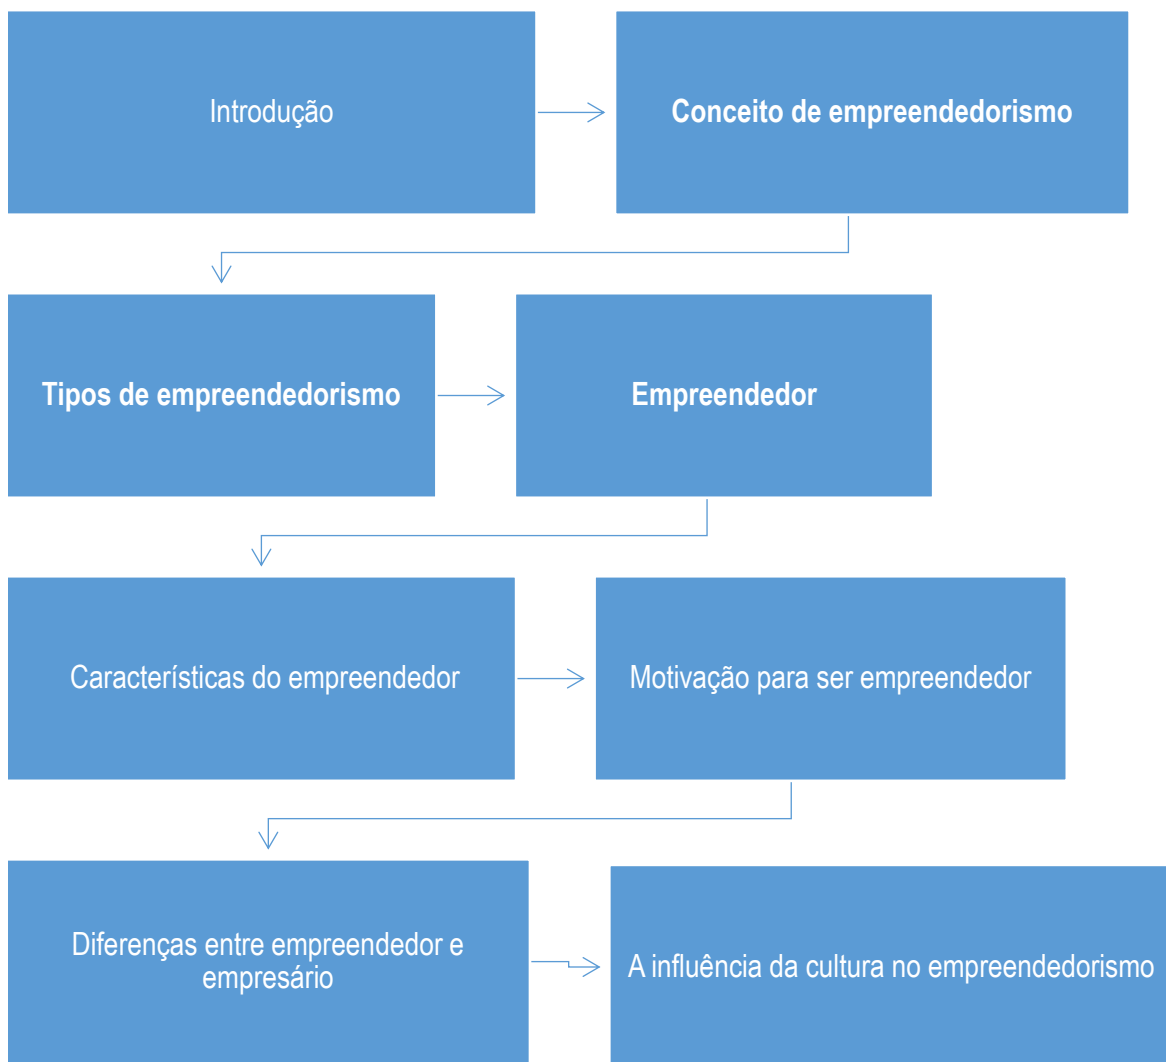 Introdução
Conceito de empreendedorismo
Tipos de empreendedorismo
Empreendedor
Características do empreendedor
Motivação para ser empreendedor
Diferenças entre empreendedor e
empresário
A influência da cultura no empreendedorismo